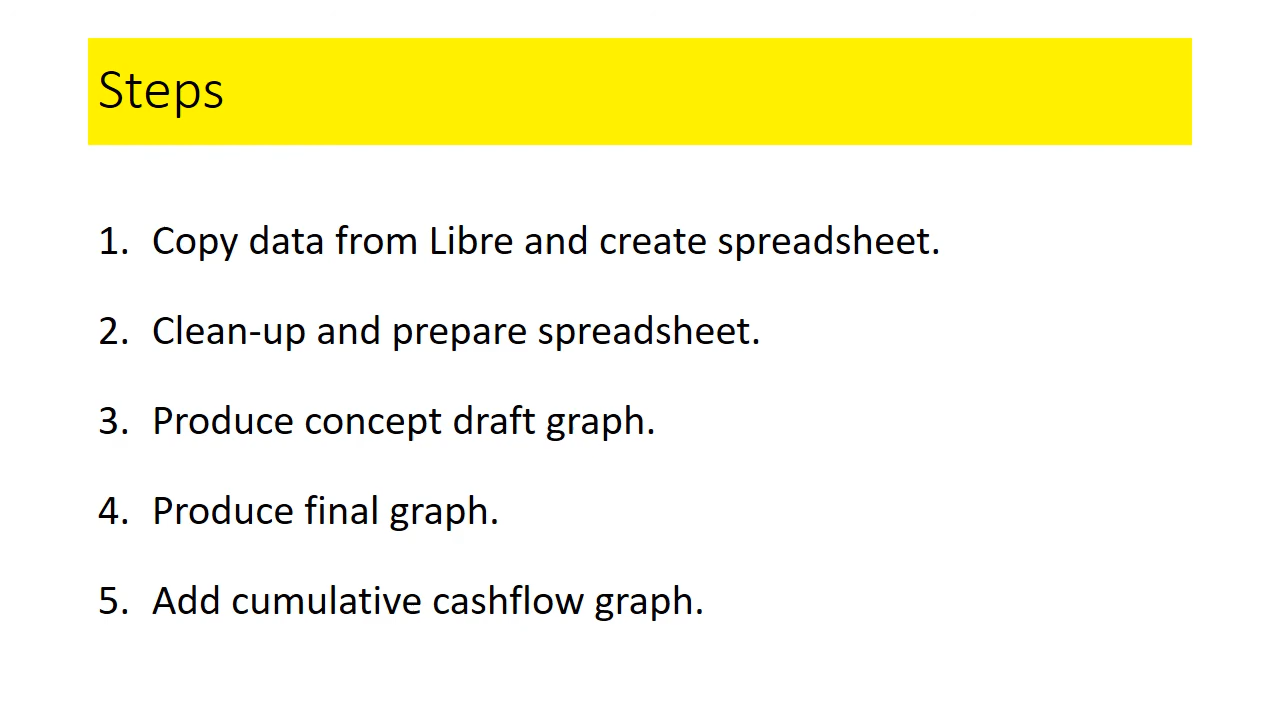 Steps
1. Copy data from Libre and create spreadsheet.
2. Clean-up and prepare spreadsheet.
3. Produce concept draft graph.
4. Produce final graph.
5. Add cumulative cashflow graph.